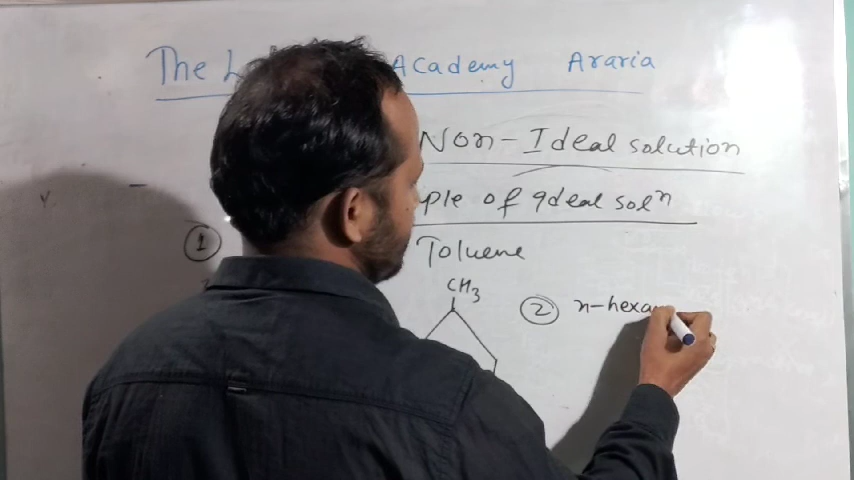 The L Academy Araria
Non-Ideal solution
ple of Ideal solⁿ
① Toluene
CH₃
② n-hexa